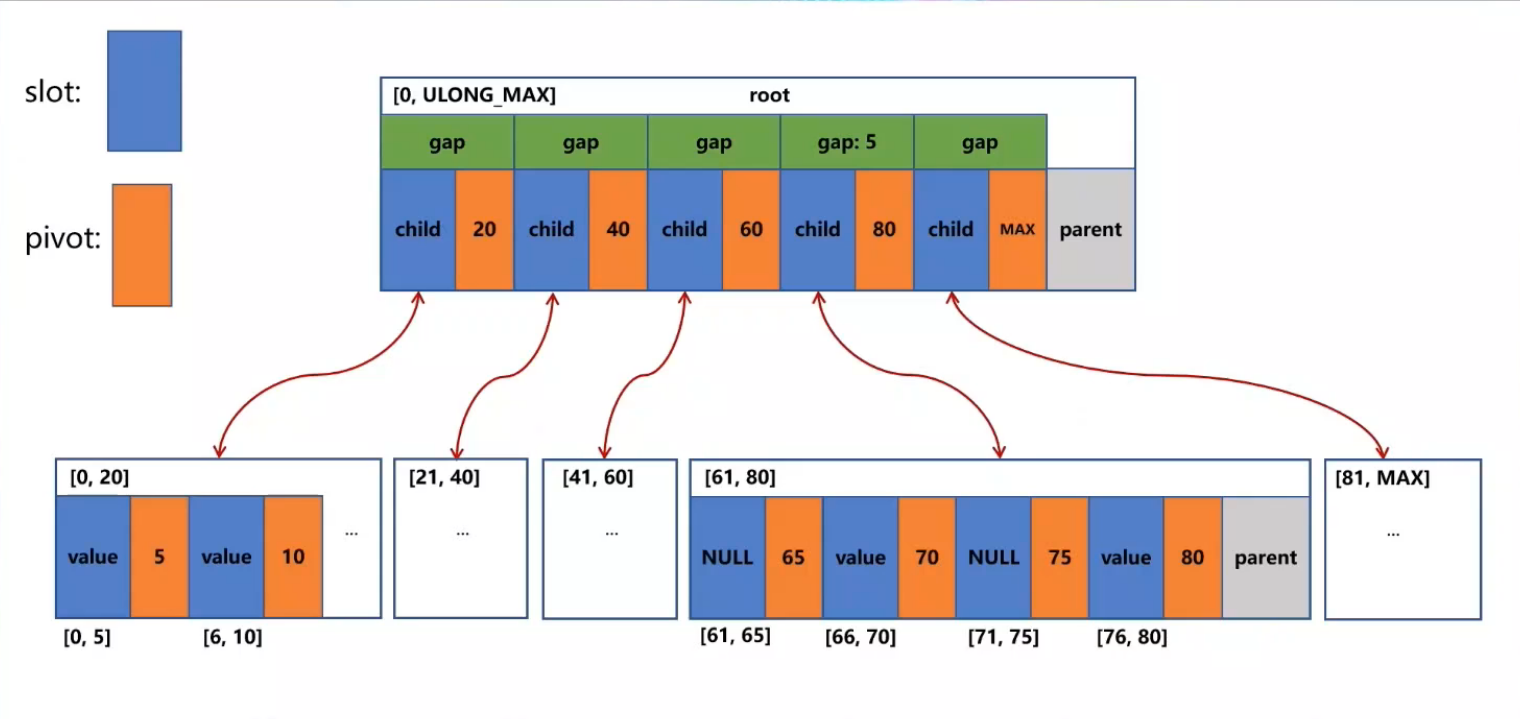 slot:
pivot:
[0, ULONG_MAX] root
gap gap gap gap: 5 gap
child 20 child 40 child 60 child 80 child MAX parent
[0, 20] [21, 40] [41, 60] [61, 80] [81, MAX]
... ... ... ...
value 5 value 10 NULL 65 value 70 NULL 75 value 80 parent
[0, 5] [6, 10] [61, 65] [66, 70] [71, 75] [76, 80]